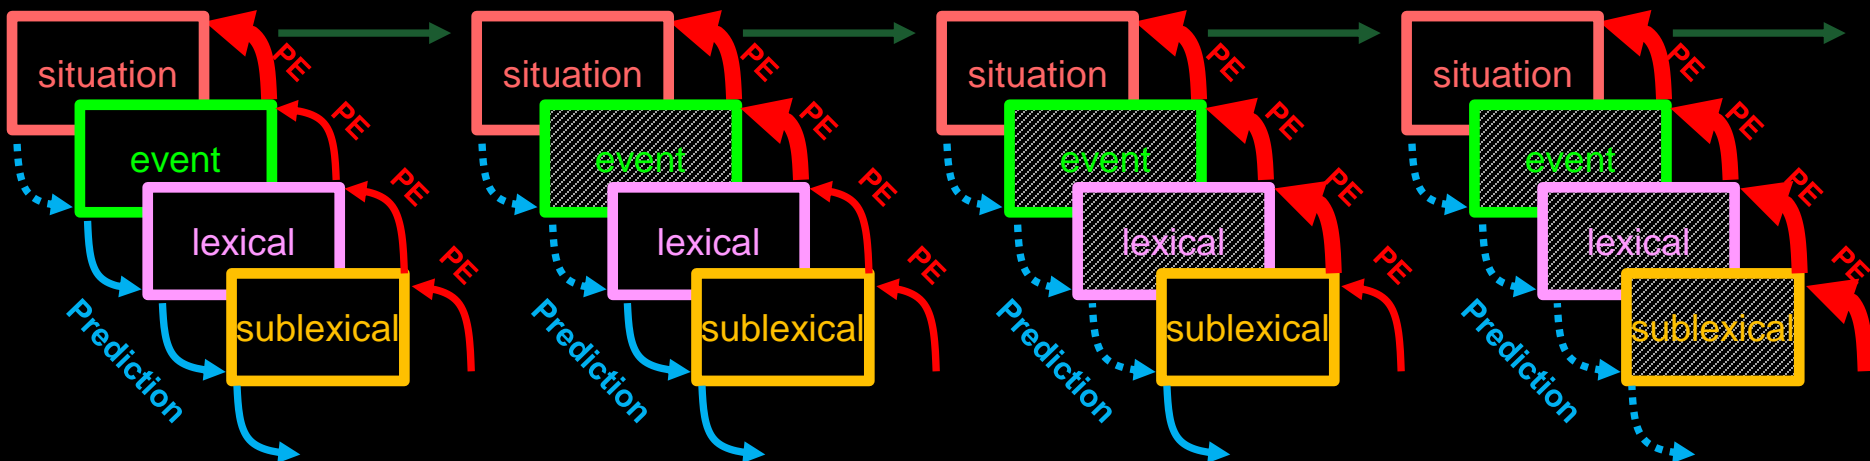 situation
PE
event
PE
lexical
PE
sublexical
PE
Prediction
situation
PE
event
PE
lexical
PE
sublexical
PE
Prediction
situation
PE
event
PE
lexical
PE
sublexical
PE
Prediction
situation
PE
event
PE
lexical
PE
sublexical
PE
Prediction